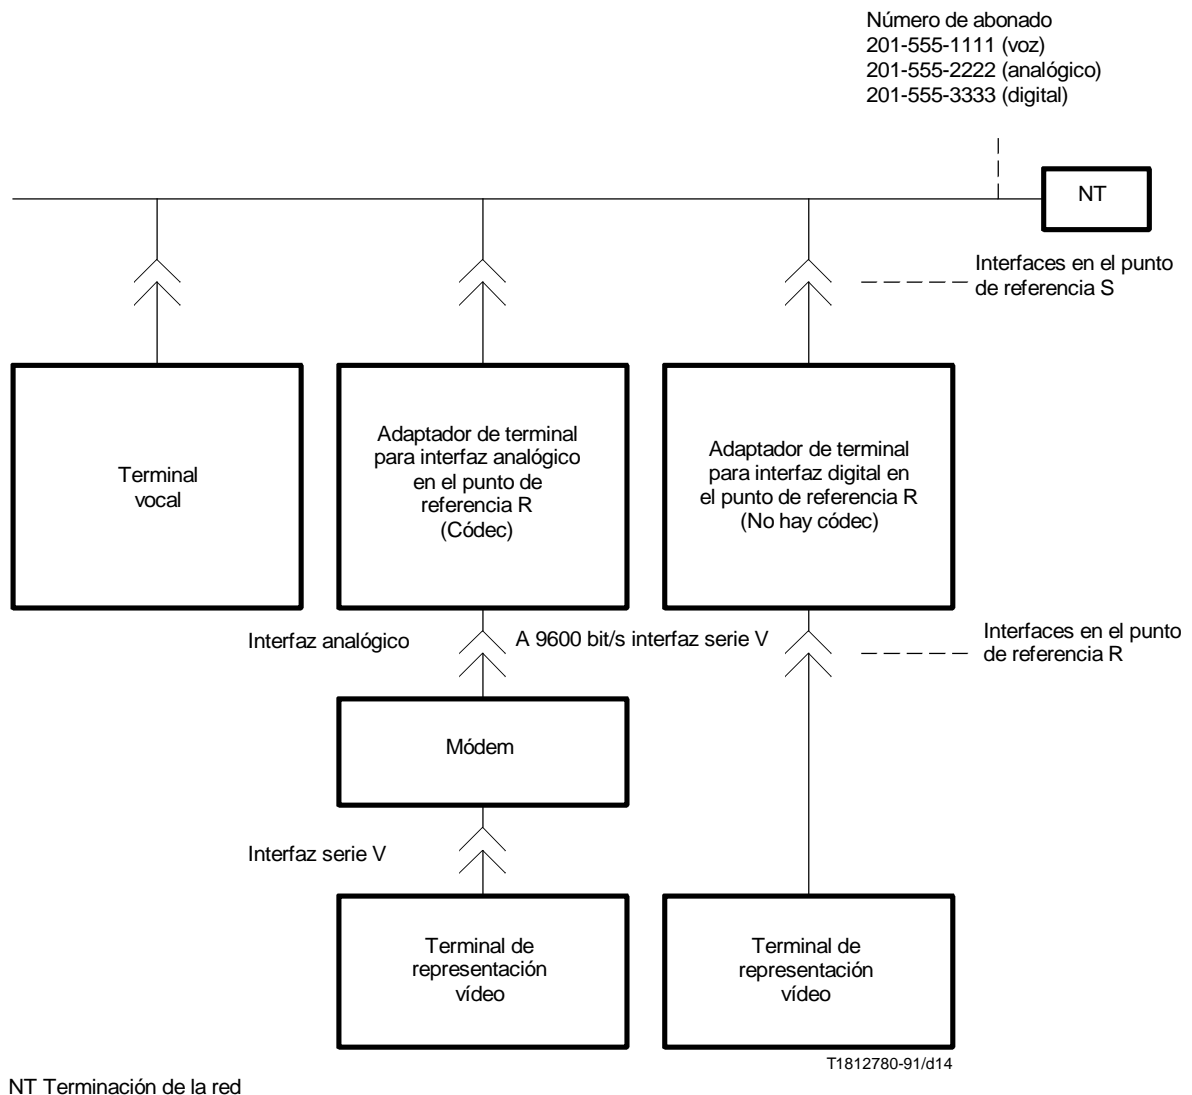 Número de abonado
201-555-1111 (voz)
201-555-2222 (analógico)
201-555-3333 (digital)
NT
Interfaces en el punto
de referencia S
Terminal
vocal
Adaptador de terminal
para interfaz analógico
en el punto de
referencia R
(Códec)
Adaptador de terminal
para interfaz digital en
el punto de referencia R
(No hay códec)
Interfaz analógico
A 9600 bit/s interfaz serie V
Interfaces en el punto
de referencia R
Módem
Interfaz serie V
Terminal de
representación
vídeo
Terminal de
representación
vídeo
T1812780-91/d14
NT Terminación de la red